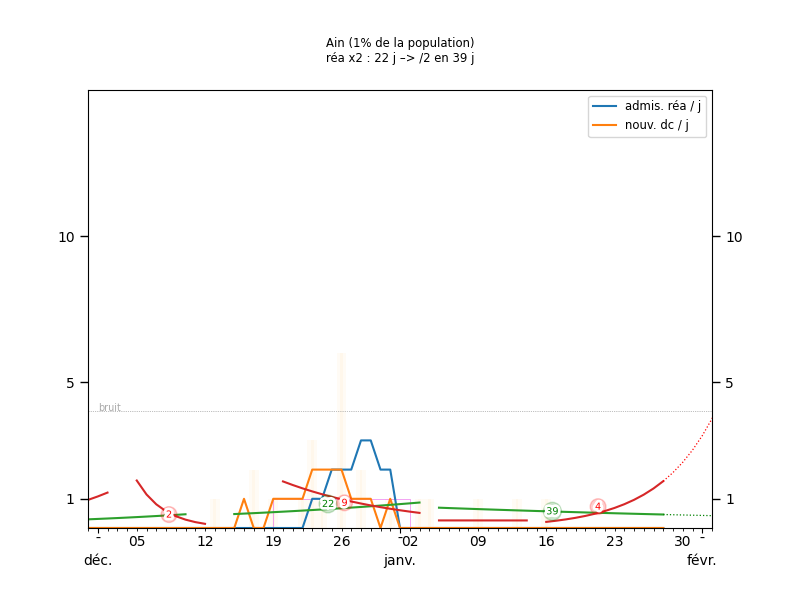 Ain (1% de la population)
réa x2 : 22 j –> /2 en 39 j
admis. réa / j
nouv. dc / j
10
10
5
5
bruit
1
1
2
22
9
39
4
05
12
19
26
02
09
16
23
30
déc.
janv.
févr.